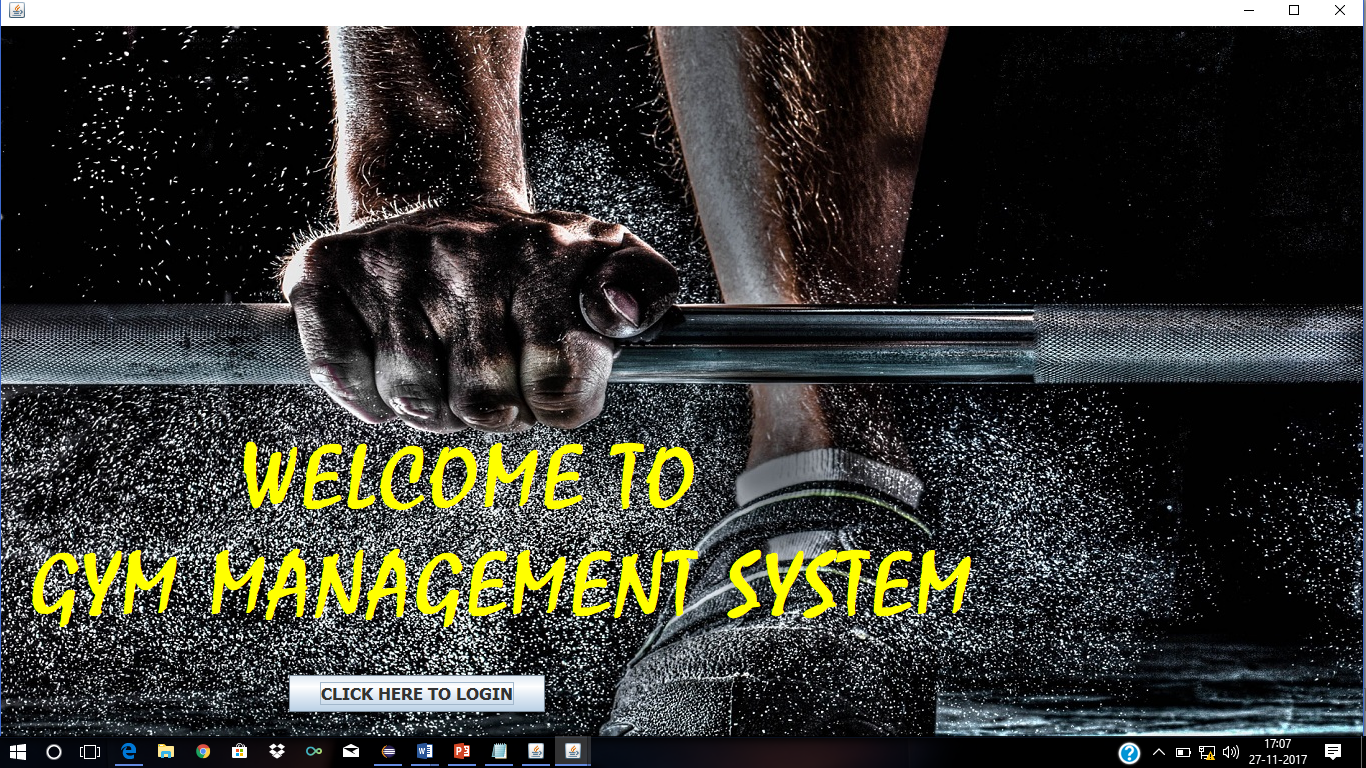 WELCOME TO
GYM MANAGEMENT SYSTEM
CLICK HERE TO LOGIN
17:07
27-11-2017